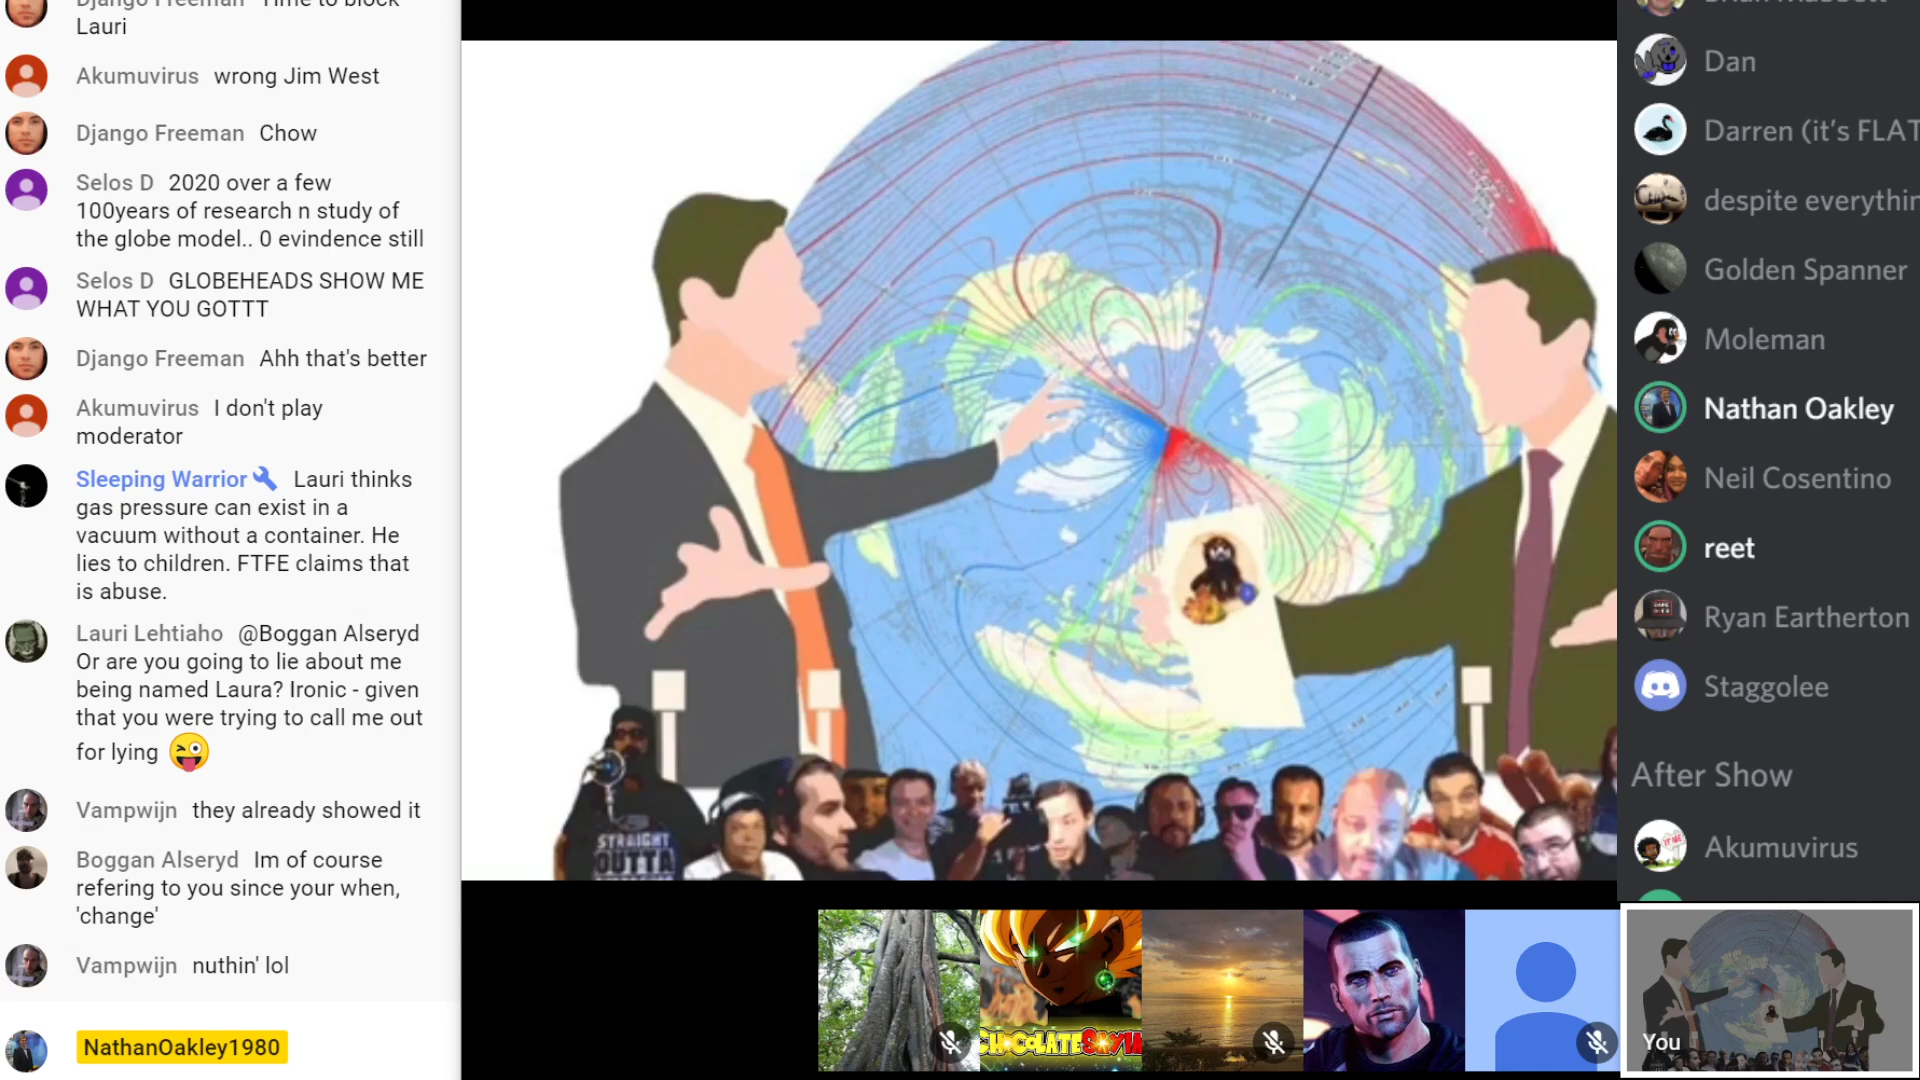 Django Freeman Time to block
Lauri
Akumuvirus wrong Jim West
Django Freeman Chow
Selos D 2020 over a few
100years of research n study of
the globe model.. 0 evindence still
Selos D GLOBEHEADS SHOW ME
WHAT YOU GOTTT
Django Freeman Ahh that's better
Akumuvirus I don't play
moderator
Sleeping Warrior Lauri thinks
gas pressure can exist in a
vacuum without a container. He
lies to children. FTFE claims that
is abuse.
Lauri Lehtiaho @Boggan Alseryd
Or are you going to lie about me
being named Laura? Ironic - given
that you were trying to call me out
for lying 😜
Vampwijn they already showed it
Boggan Alseryd Im of course
refering to you since your when,
'change'
Vampwijn nuthin' lol
NathanOakley1980
STRAIGHT
OUTTA
CHOCOLATE
You
Dan
Darren (it's FLAT
despite everythin
Golden Spanner
Moleman
Nathan Oakley
Neil Cosentino
reet
Ryan Eartherton
Staggolee
After Show
Akumuvirus